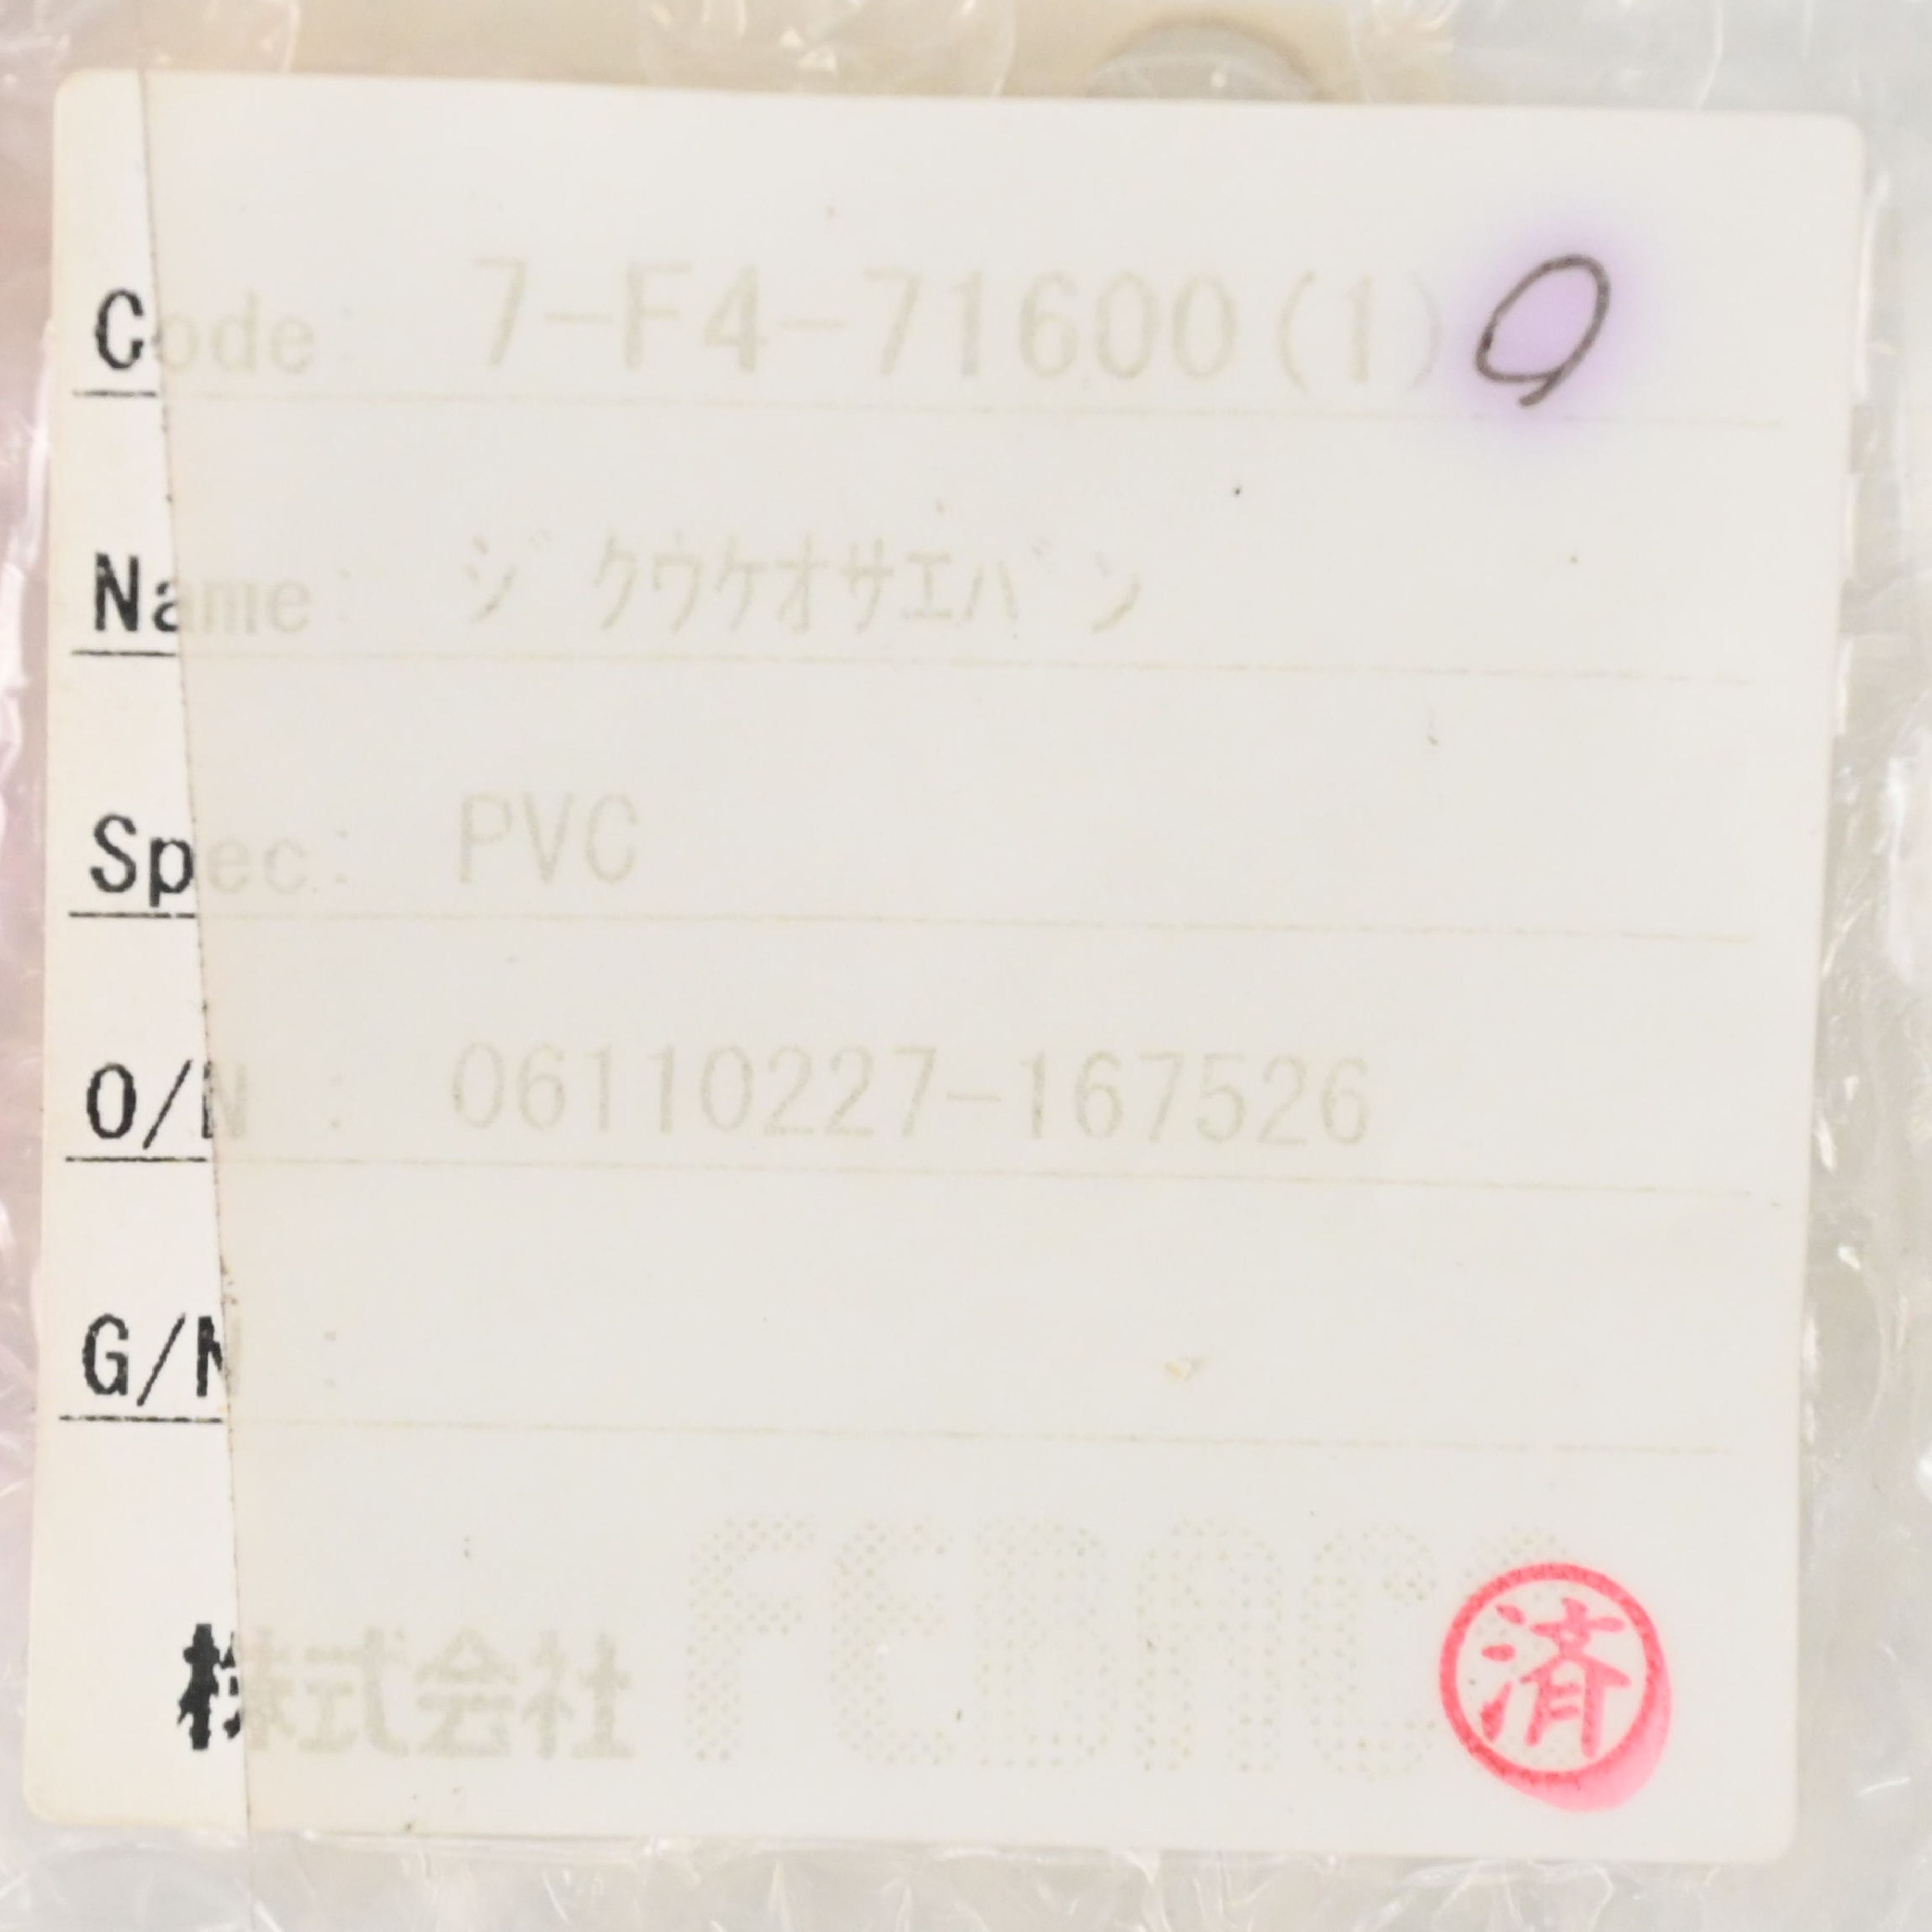 Code: 7-F4-71600(1)
Name: ｼﾞｸｳｹｵｻｴﾊﾞﾝ
Spec: PVC
O/N : 06110227-167526
G/N :
株式会社 FEBAC
済